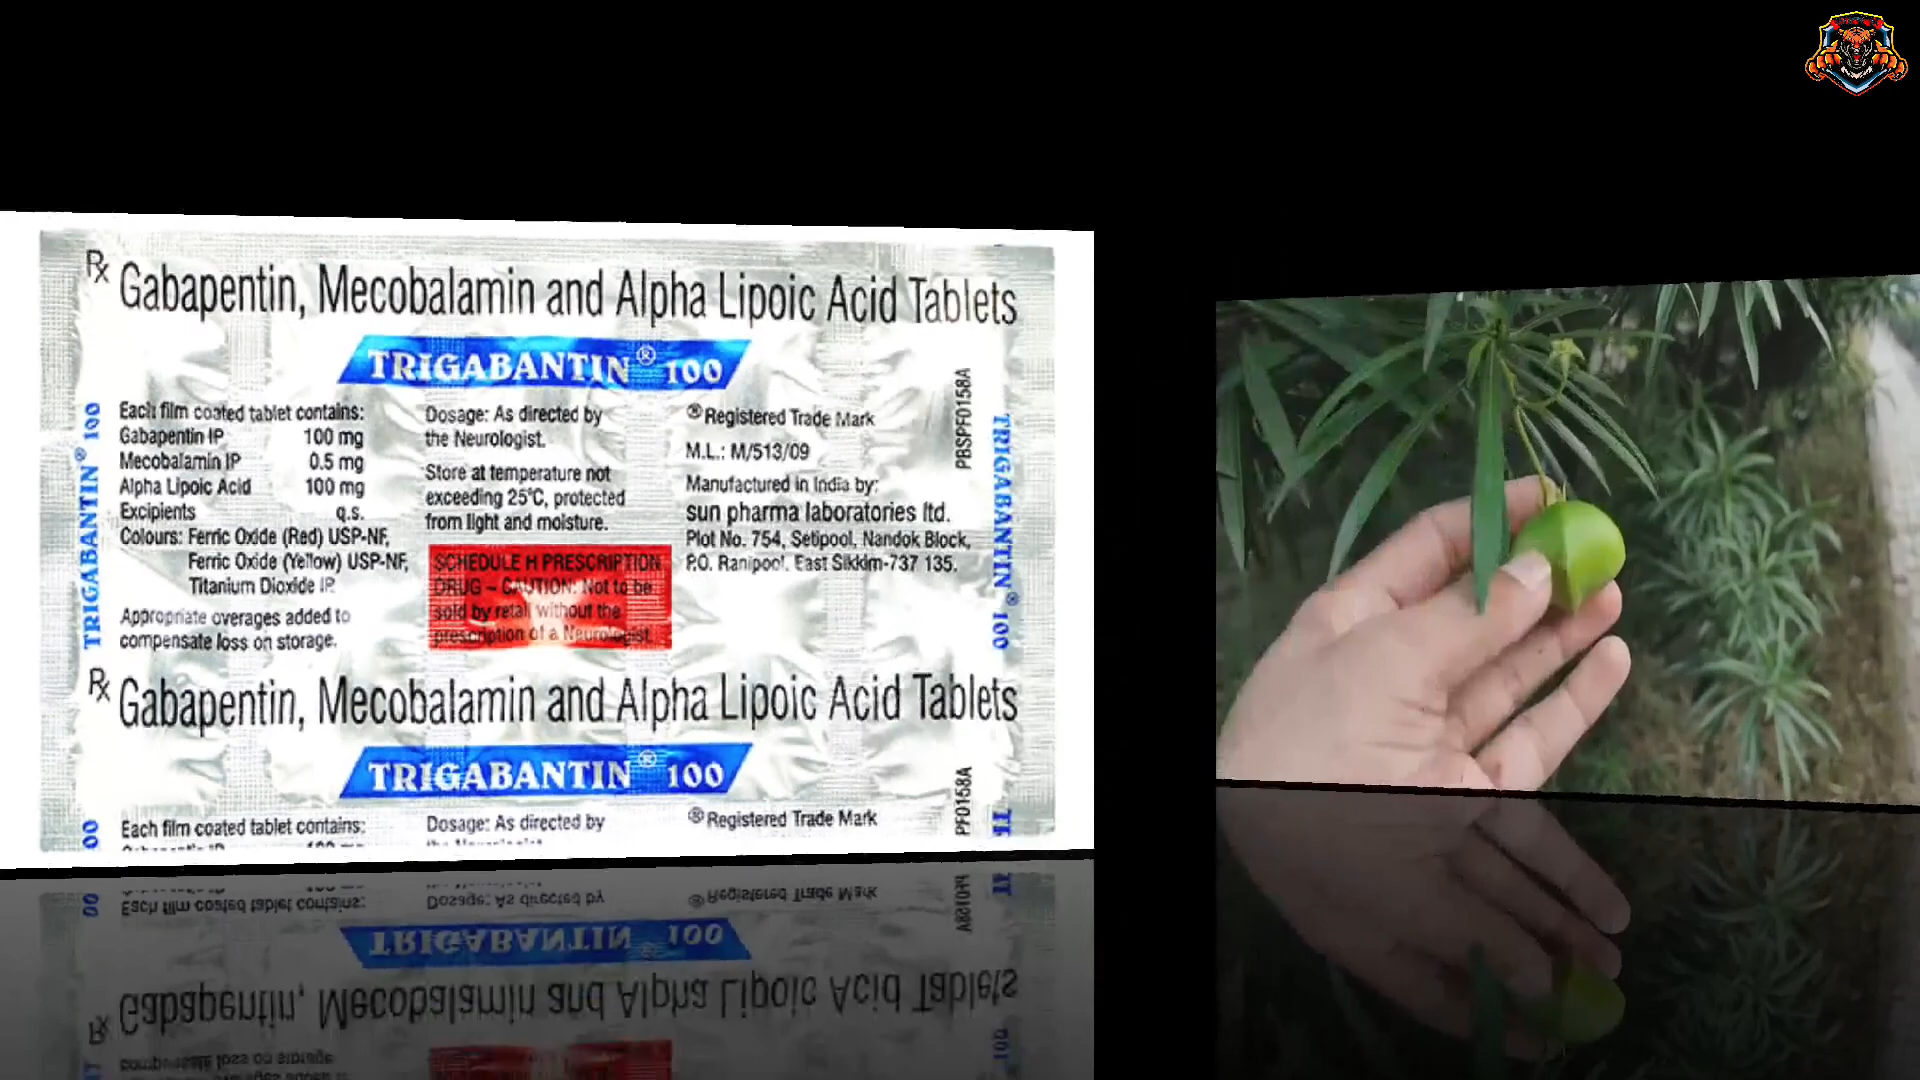 Rx Gabapentin, Mecobalamin and Alpha Lipoic Acid Tablets
TRIGABANTIN® 100
Each film coated tablet contains:
Gabapentin IP 100 mg
Mecobalamin IP 0.5 mg
Alpha Lipoic Acid 100 mg
Excipients q.s.
Colours: Ferric Oxide (Red) USP-NF,
Ferric Oxide (Yellow) USP-NF,
Titanium Dioxide IP.
Appropriate overages added to
compensate loss on storage.
Dosage: As directed by
the Neurologist.
Store at temperature not
exceeding 25°C, protected
from light and moisture.
SCHEDULE H PRESCRIPTION
DRUG – CAUTION: Not to be
sold by retail without the
prescription of a Neurologist.
® Registered Trade Mark
M.L.: M/513/09
Manufactured in India by:
sun pharma laboratories ltd.
Plot No. 754, Setipool, Nandok Block,
P.O. Ranipool, East Sikkim-737 135.
PBSPF0158A
TRIGABANTIN® 100
TRIGABANTIN® 100
Rx Gabapentin, Mecobalamin and Alpha Lipoic Acid Tablets
TRIGABANTIN® 100
Each film coated tablet contains:
Dosage: As directed by
® Registered Trade Mark
PF0158A
00